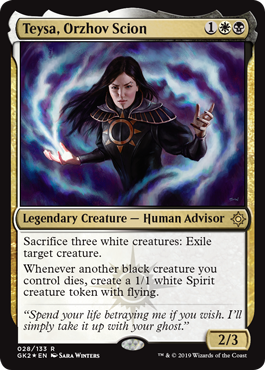 Teysa, Orzhov Scion 1
Legendary Creature — Human Advisor
Sacrifice three white creatures: Exile
target creature.
Whenever another black creature you
control dies, create a 1/1 white Spirit
creature token with flying.
“Spend your life betraying me if you wish. I’ll
simply take it up with your ghost.”
2/3
028/133 R
GK2 ★ EN SARA WINTERS
™ & © 2019 Wizards of the Coast